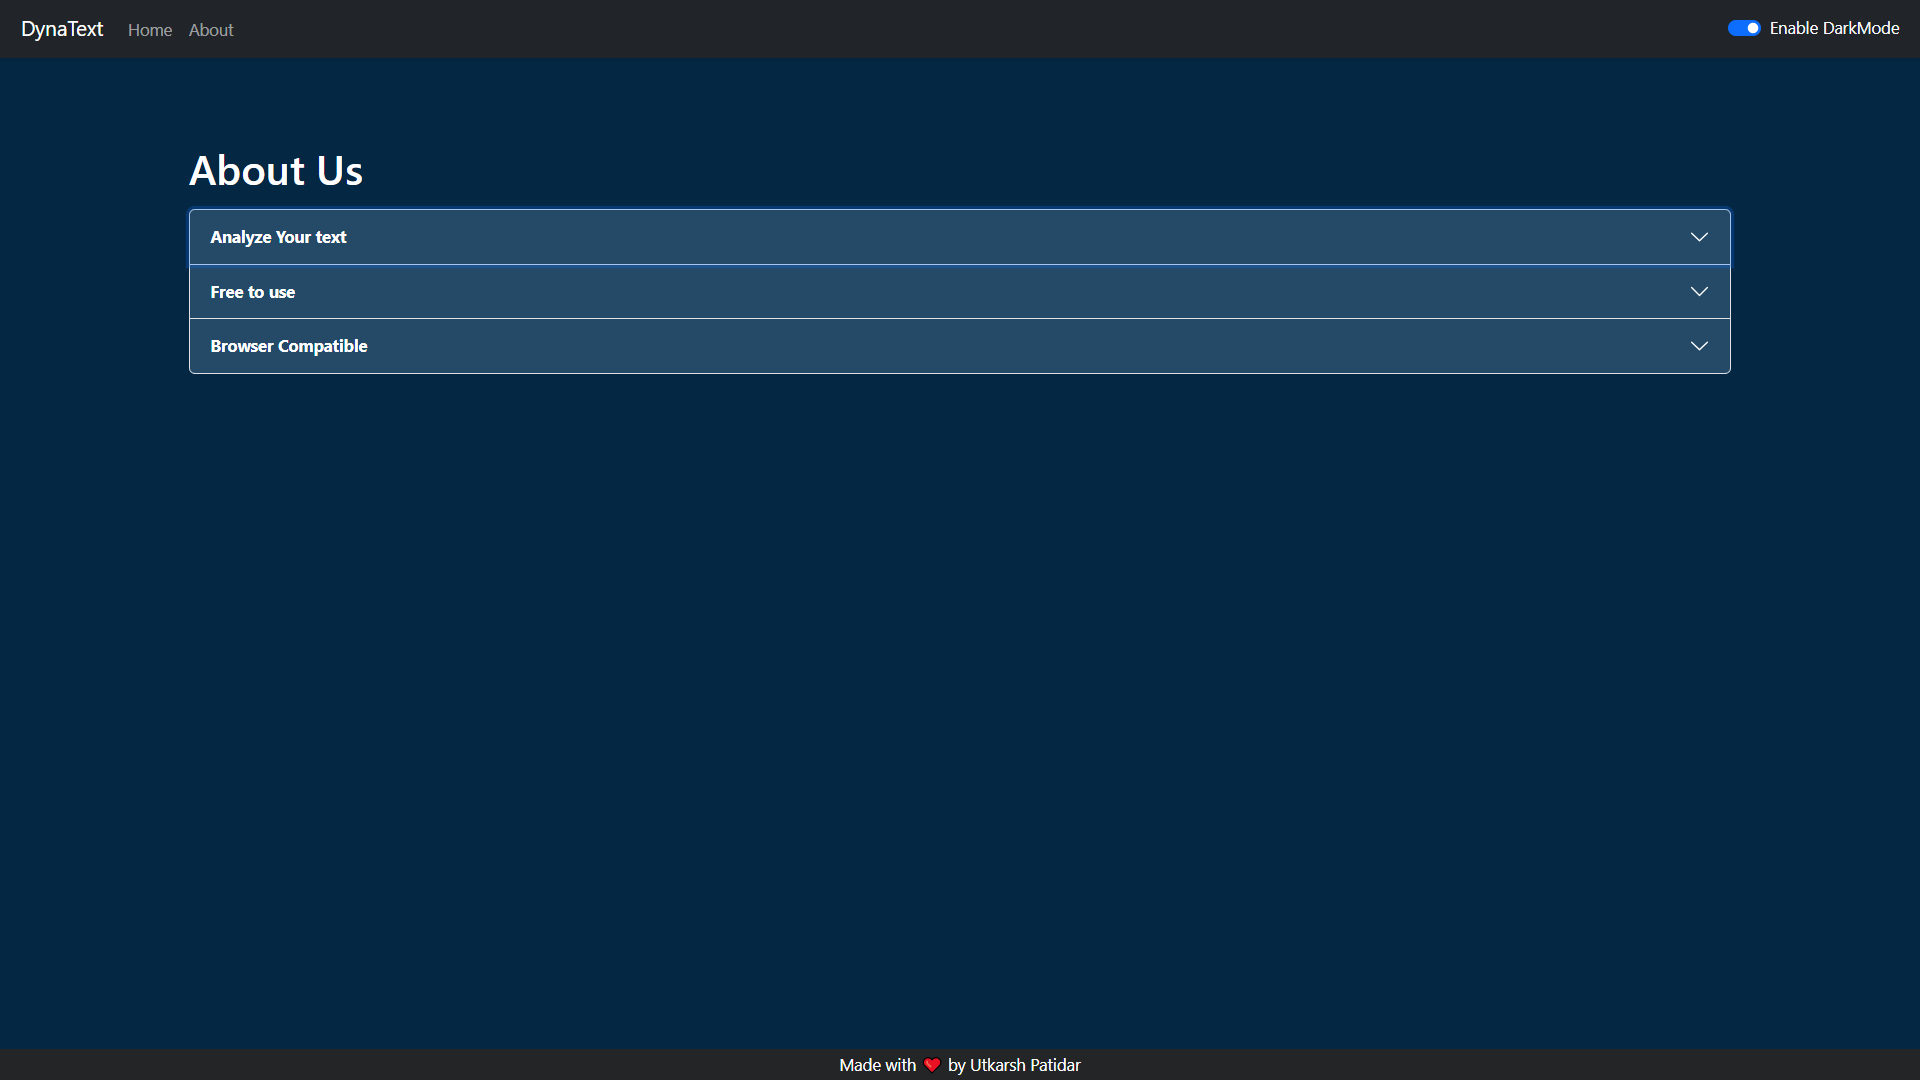 DynaText Home About Enable DarkMode
About Us
Analyze Your text
Free to use
Browser Compatible
Made with ❤️ by Utkarsh Patidar